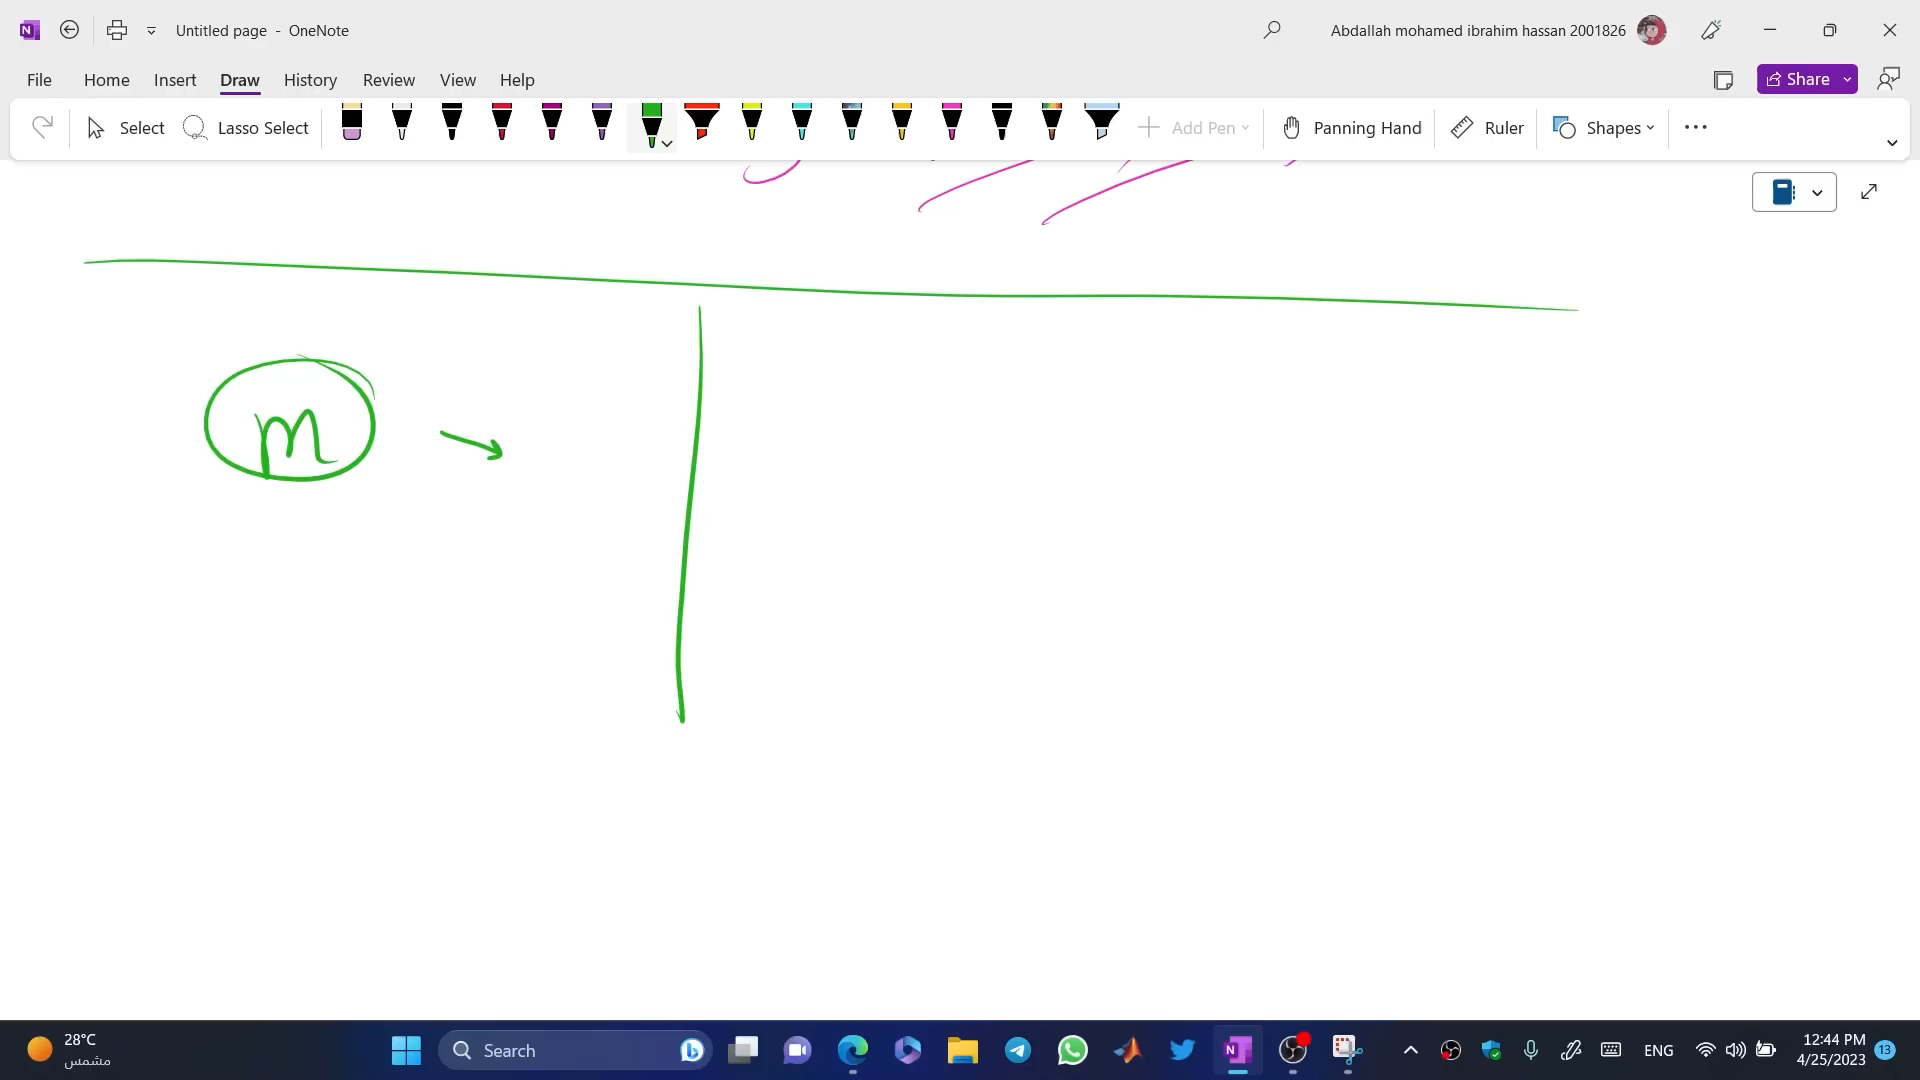 Untitled page - OneNote
Abdallah mohamed ibrahim hassan 2001826
File Home Insert Draw History Review View Help
Share
Select Lasso Select Add Pen Panning Hand Ruler Shapes
m
28°C
مشمس
Search
ENG
12:44 PM
4/25/2023
13